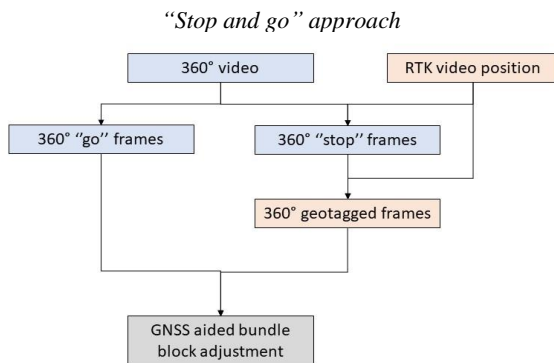 “Stop and go” approach
360° video
RTK video position
360° “go” frames
360° “stop” frames
360° geotagged frames
GNSS aided bundle
block adjustment